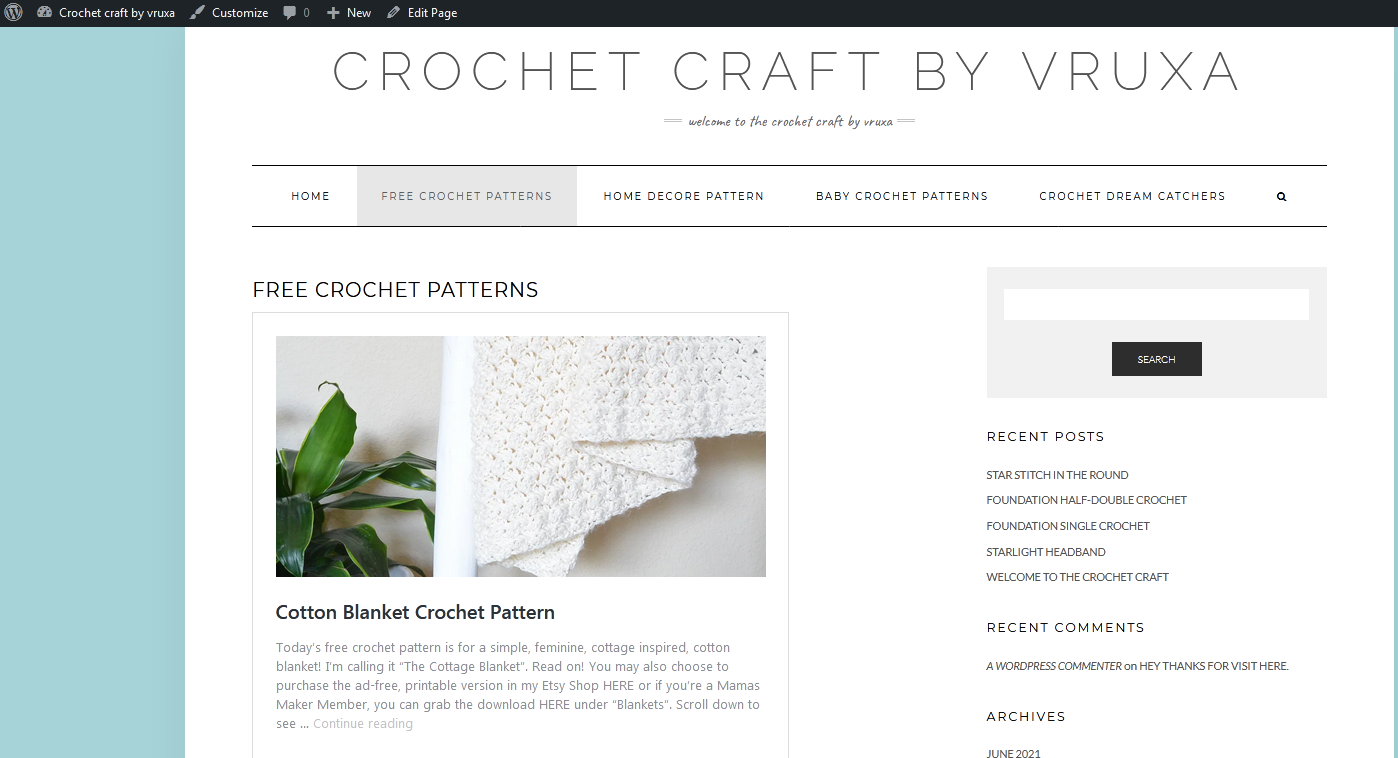 Crochet craft by vruxa Customize 0 New Edit Page
CROCHET CRAFT BY VRUXA
welcome to the crochet craft by vruxa
HOME FREE CROCHET PATTERNS HOME DECORE PATTERN BABY CROCHET PATTERNS CROCHET DREAM CATCHERS
FREE CROCHET PATTERNS
Cotton Blanket Crochet Pattern
Today's free crochet pattern is for a simple, feminine, cottage inspired, cotton
blanket! I'm calling it “The Cottage Blanket”. Read on! You may also choose to
purchase the ad-free, printable version in my Etsy Shop HERE or if you're a Mamas
Maker Member, you can grab the download HERE under “Blankets”. Scroll down to
see ... Continue reading
SEARCH
RECENT POSTS
STAR STITCH IN THE ROUND
FOUNDATION HALF-DOUBLE CROCHET
FOUNDATION SINGLE CROCHET
STARLIGHT HEADBAND
WELCOME TO THE CROCHET CRAFT
RECENT COMMENTS
A WORDPRESS COMMENTER on HEY THANKS FOR VISIT HERE.
ARCHIVES
JUNE 2021